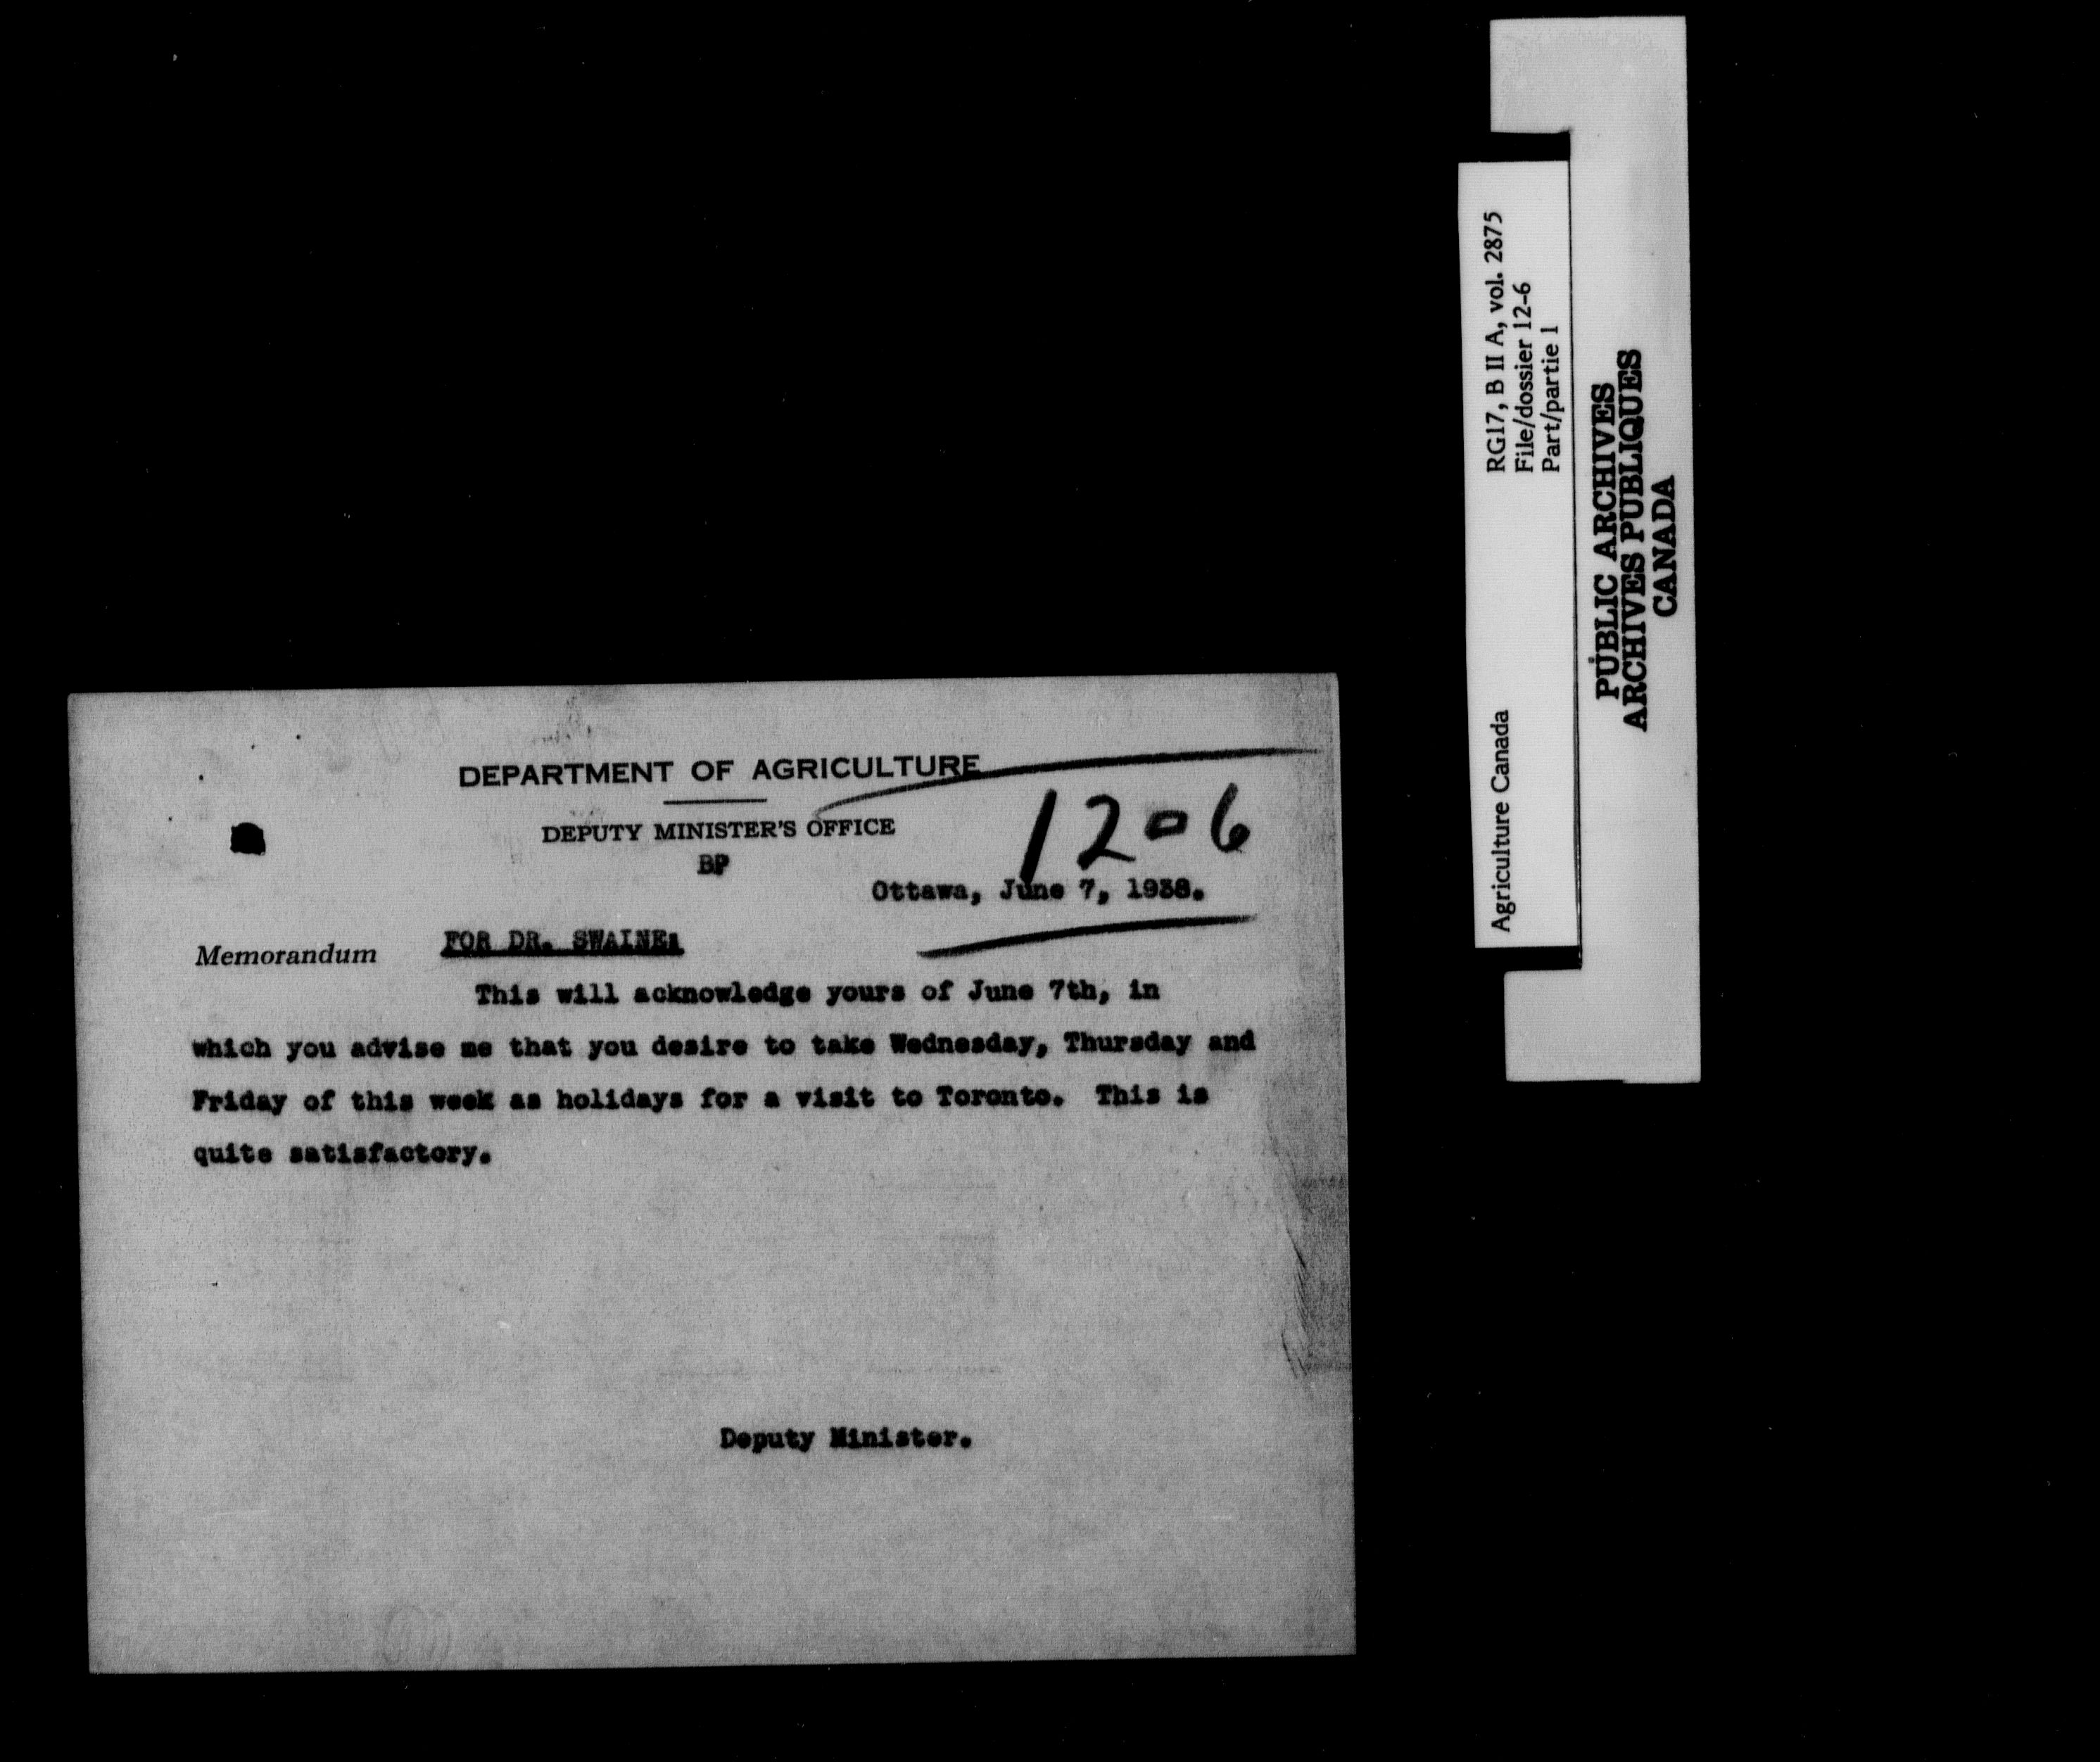 DEPARTMENT OF AGRICULTURE
DEPUTY MINISTER'S OFFICE
BP
12-6
Ottawa, June 7, 1938.
Memorandum FOR DR. SWAINE:
This will acknowledge yours of June 7th, in
which you advise me that you desire to take Wednesday, Thursday and
Friday of this week as holidays for a visit to Toronto. This is
quite satisfactory.
Deputy Minister.
Agriculture Canada
RG17, B II A, vol. 2875
File/dossier 12-6
Part/partie 1
PUBLIC ARCHIVES
ARCHIVES PUBLIQUES
CANADA